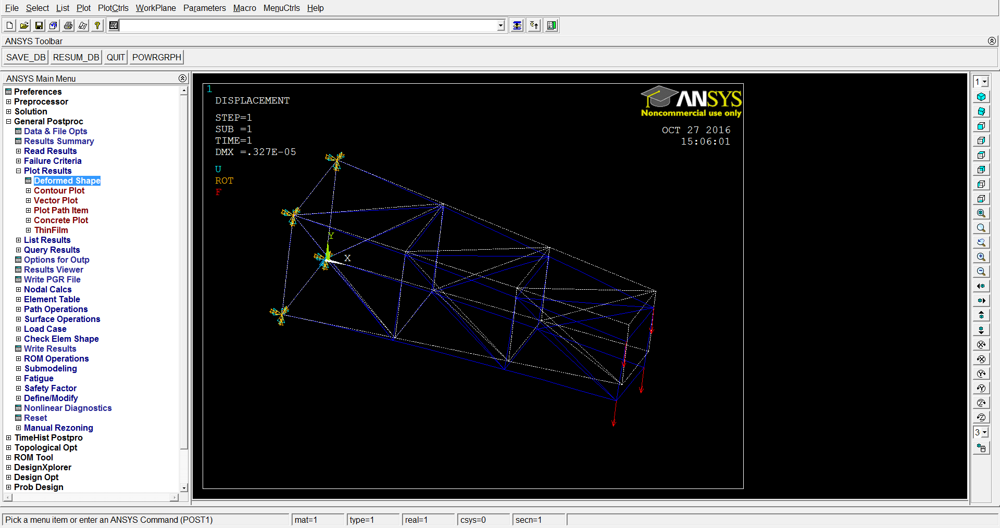 File Select List Plot PlotCtrls WorkPlane Parameters Macro MenuCtrls Help
ANSYS Toolbar
SAVE_DB RESUM_DB QUIT POWRGRPH
ANSYS Main Menu
Preferences
Preprocessor
Solution
General Postproc
Data & File Opts
Results Summary
Read Results
Failure Criteria
Plot Results
Deformed Shape
Contour Plot
Vector Plot
Plot Path Item
Concrete Plot
ThinFilm
List Results
Query Results
Options for Outp
Results Viewer
Write PGR File
Nodal Calcs
Element Table
Path Operations
Surface Operations
Load Case
Check Elem Shape
Write Results
ROM Operations
Submodeling
Fatigue
Safety Factor
Define/Modify
Nonlinear Diagnostics
Reset
Manual Rezoning
TimeHist Postpro
Topological Opt
ROM Tool
DesignXplorer
Design Opt
Prob Design
1
DISPLACEMENT
STEP=1
SUB =1
TIME=1
DMX =.327E-05
U
ROT
F
ANSYS
Noncommercial use only
OCT 27 2016
15:06:01
Y
X
1
3
Pick a menu item or enter an ANSYS Command (POST1) mat=1 type=1 real=1 csys=0 secn=1